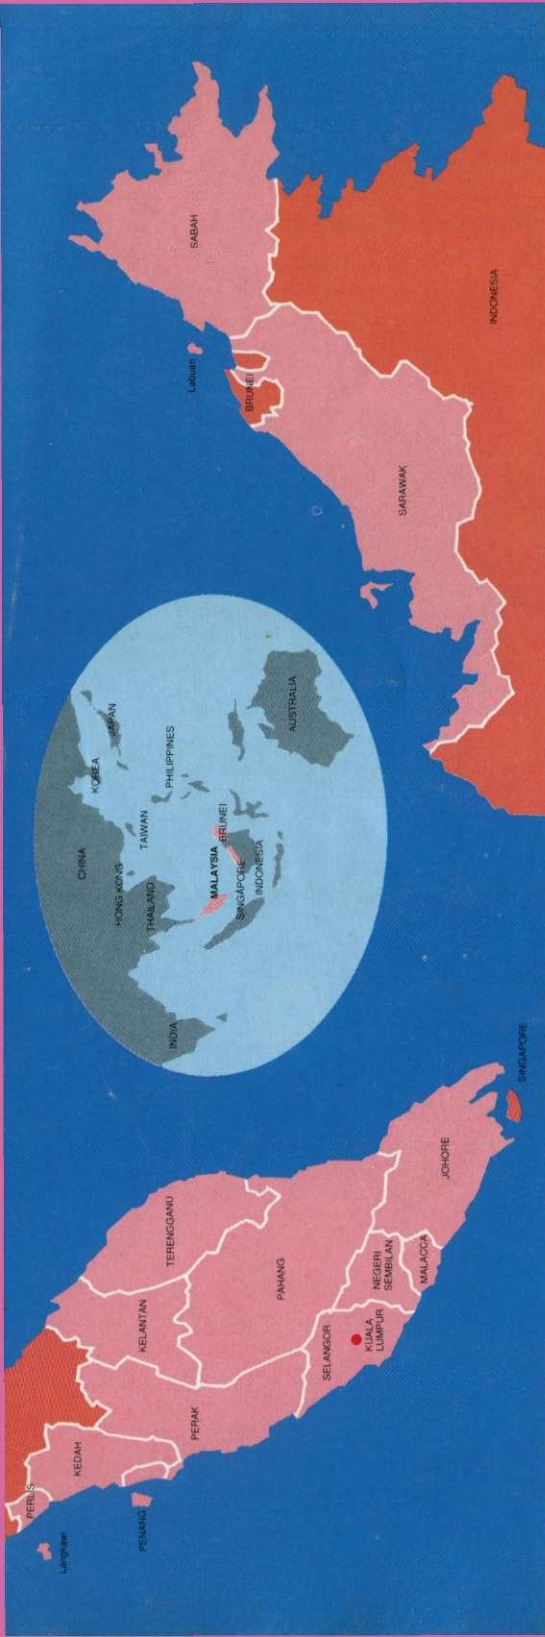 PERLIS
Langkawi
KEDAH
PENANG
PERAK
KELANTAN
TERENGGANU
PAHANG
SELANGOR
KUALA
LUMPUR
NEGERI
SEMBILAN
MALACCA
JOHORE
SINGAPORE
CHINA
KOREA
JAPAN
HONG KONG
TAIWAN
THAILAND
PHILIPPINES
INDIA
MALAYSIA
BRUNEI
SINGAPORE
INDONESIA
AUSTRALIA
Labuan
SABAH
BRUNEI
SARAWAK
INDONESIA